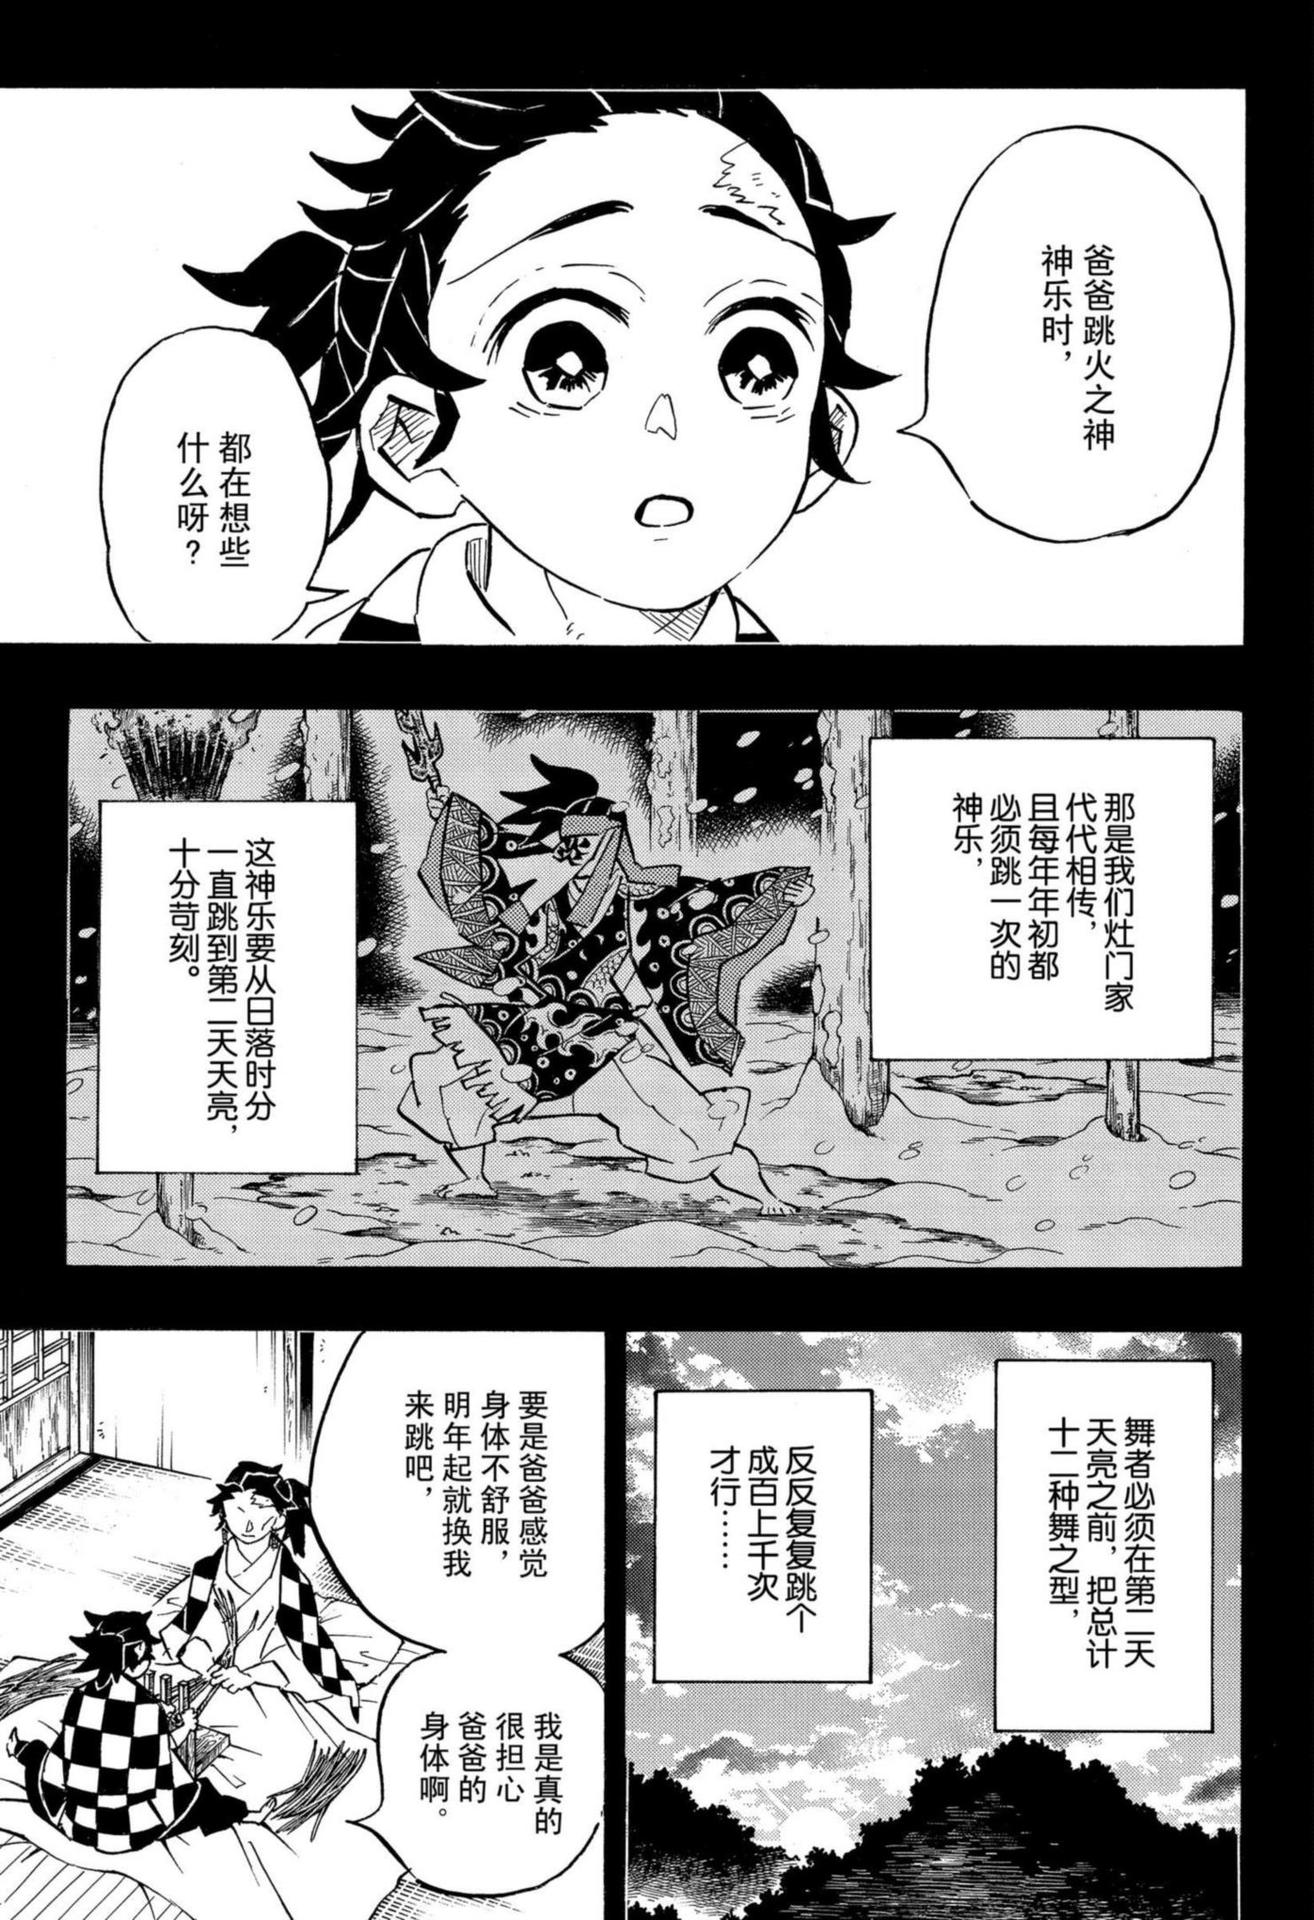 爸爸跳火之神
神乐时，
都在想些
什么呀？
那是我们灶门家
代代相传，
且每年年初都
必须跳一次的
神乐，
这神乐要从日落时分
一直跳到第二天天亮，
十分苛刻。
舞者必须在第二天
天亮之前，把总计
十二种舞之型，
反反复复跳个
成百上千次
才行……
要是爸爸感觉
身体不舒服，
明年起就换我
来跳吧，
我是真的
很担心
爸爸的
身体啊。